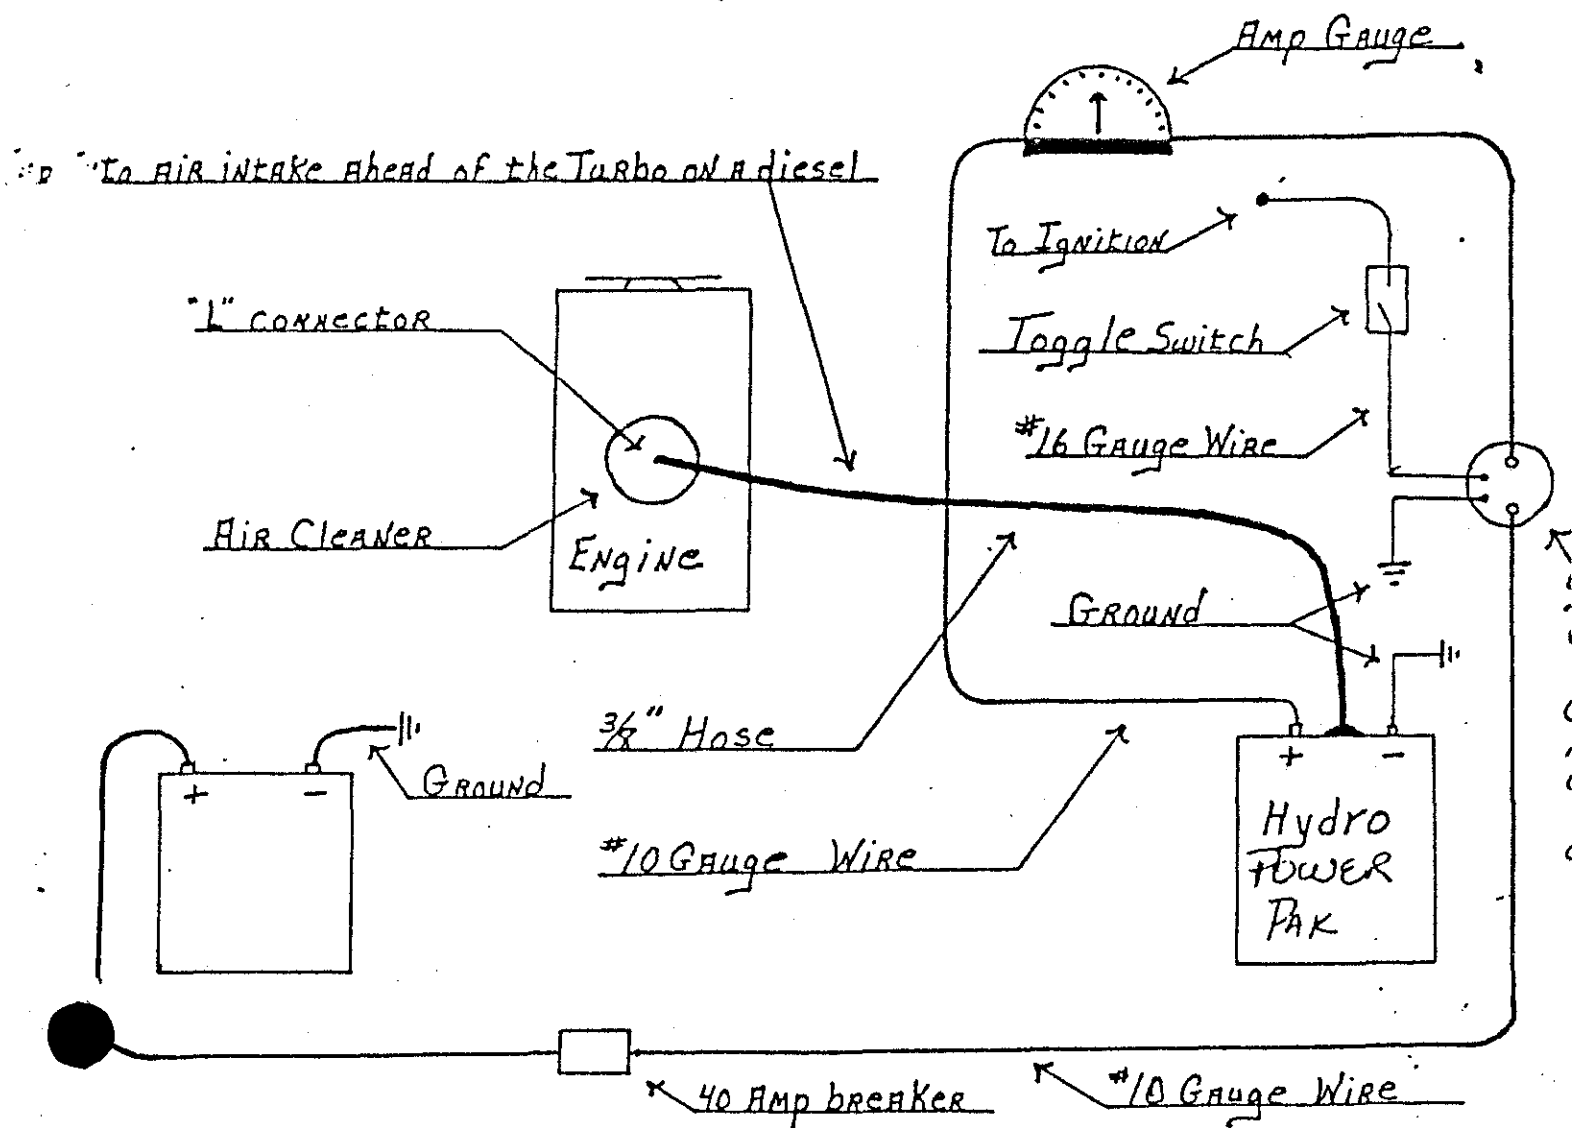 Amp Gauge
to Air intake Ahead of the Turbo on A diesel
To Ignition
"L" connector
Toggle Switch
#16 Gauge Wire
Air Cleaner
Engine
Ground
3/8" Hose
+
-
+ -
Ground
Hydro
Power
Pak
#10 Gauge Wire
40 Amp breaker
#10 Gauge Wire